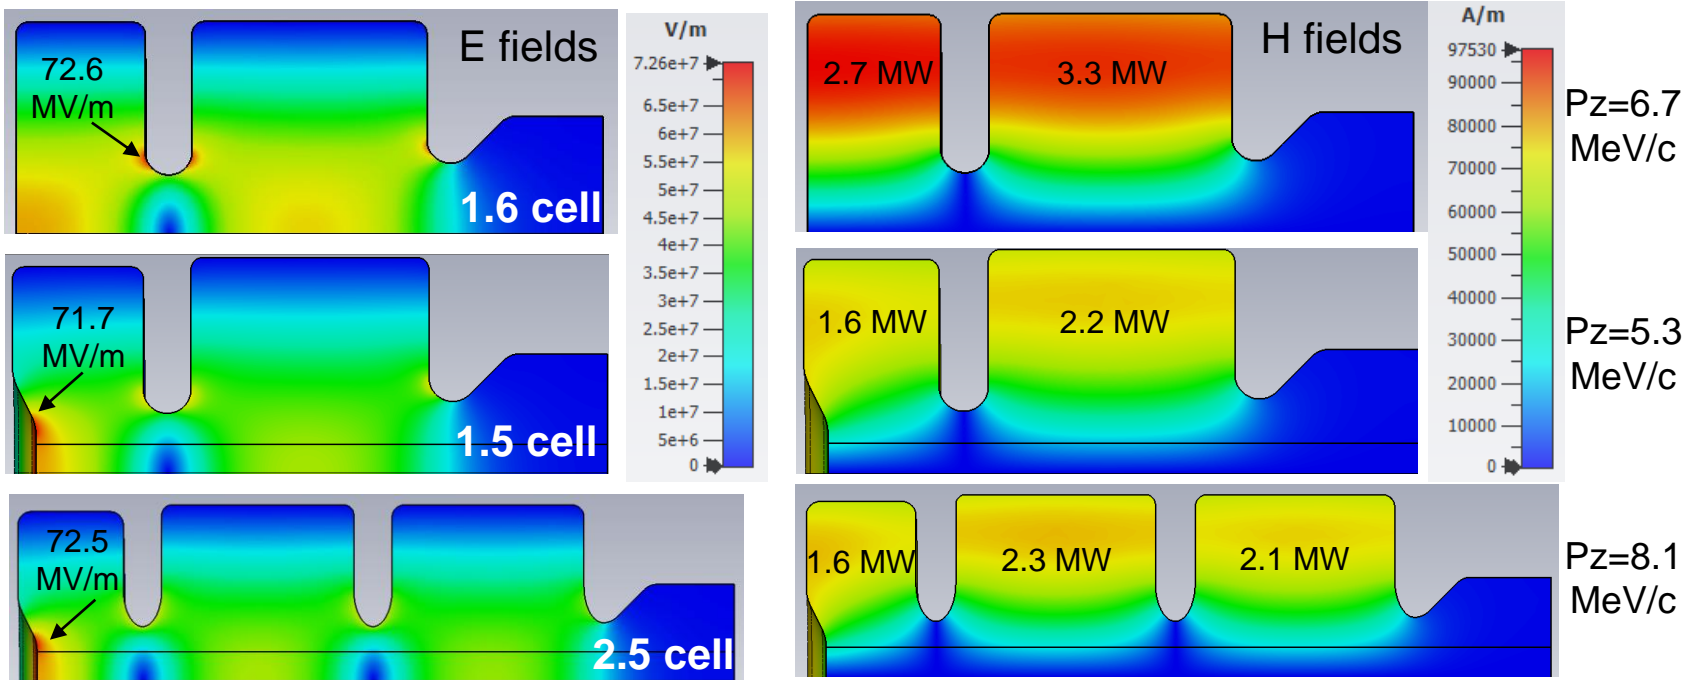 E fields
72.6
MV/m
1.6 cell
V/m
7.26e+7
6.5e+7
6e+7
5.5e+7
5e+7
4.5e+7
4e+7
3.5e+7
3e+7
2.5e+7
2e+7
1.5e+7
1e+7
5e+6
0
H fields
2.7 MW
3.3 MW
A/m
97530
90000
80000
70000
60000
50000
40000
30000
20000
10000
0
Pz=6.7
MeV/c
71.7
MV/m
1.5 cell
1.6 MW
2.2 MW
Pz=5.3
MeV/c
72.5
MV/m
2.5 cell
1.6 MW
2.3 MW
2.1 MW
Pz=8.1
MeV/c